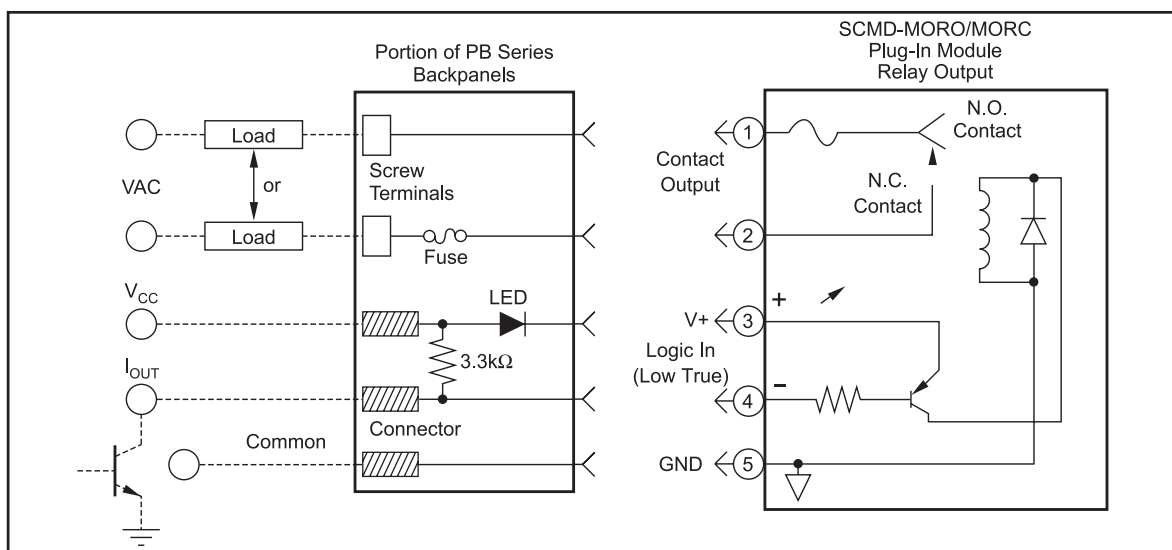 SCMD-MORO/MORC
Plug-In Module
Relay Output
Portion of PB Series
Backpanels
N.O.
Contact
1
Load
Contact
Output
Screw
Terminals
VAC
or
N.C.
Contact
Load
2
Fuse
VCC
LED
+
V+
3
3.3kΩ
Logic In
(Low True)
IOUT
–
4
Connector
Common
GND
5